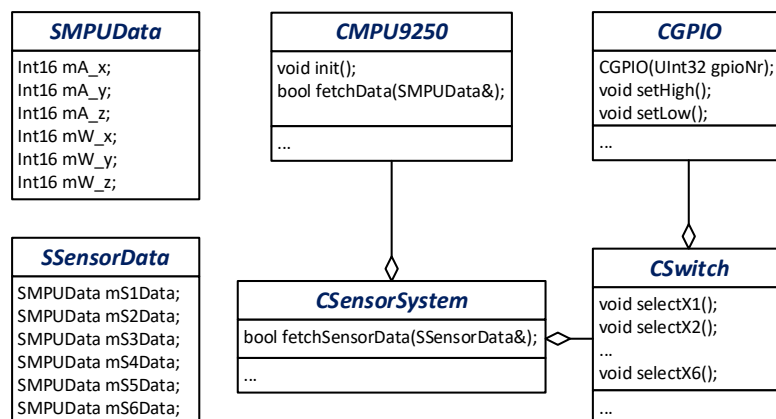 SMPUData
Int16 mA_x;
Int16 mA_y;
Int16 mA_z;
Int16 mW_x;
Int16 mW_y;
Int16 mW_z;
CMPU9250
void init();
bool fetchData(SMPUData&);
...
CGPIO
CGPIO(UInt32 gpioNr);
void setHigh();
void setLow();
...
SSensorData
SMPUData mS1Data;
SMPUData mS2Data;
SMPUData mS3Data;
SMPUData mS4Data;
SMPUData mS5Data;
SMPUData mS6Data;
CSensorSystem
bool fetchSensorData(SSensorData&);
...
CSwitch
void selectX1();
void selectX2();
...
void selectX6();
...